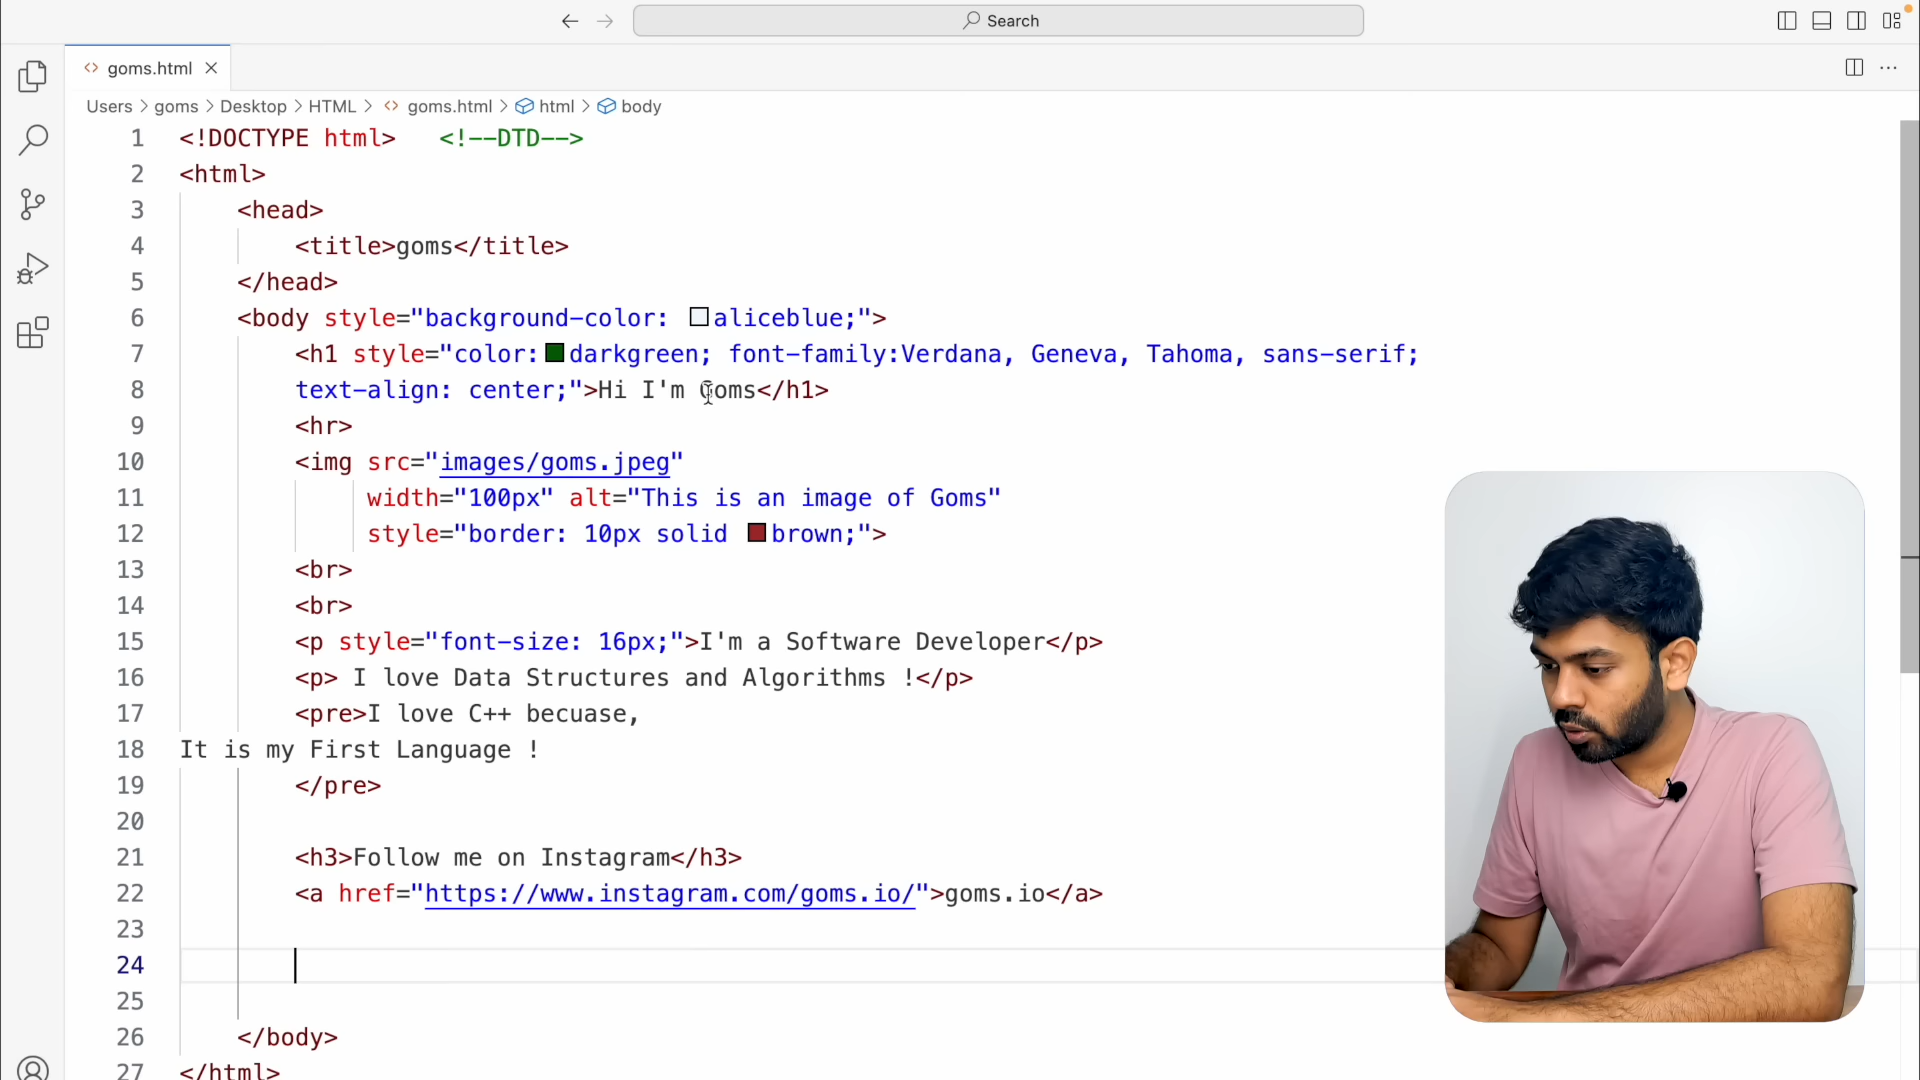 Search
goms.html
Users > goms > Desktop > HTML > goms.html > html > body
1 <!DOCTYPE html>   <!--DTD-->
2 <html>
3     <head>
4         <title>goms</title>
5     </head>
6     <body style="background-color: aliceblue;">
7         <h1 style="color: darkgreen; font-family:Verdana, Geneva, Tahoma, sans-serif;
8         text-align: center;">Hi I'm Goms</h1>
9         <hr>
10         <img src="images/goms.jpeg"
11              width="100px" alt="This is an image of Goms"
12              style="border: 10px solid brown;">
13         <br>
14         <br>
15         <p style="font-size: 16px;">I'm a Software Developer</p>
16         <p> I love Data Structures and Algorithms !</p>
17         <pre>I love C++ becuase,
18 It is my First Language !
19         </pre>
20
21         <h3>Follow me on Instagram</h3>
22         <a href="https://www.instagram.com/goms.io/">goms.io</a>
23
24
25
26     </body>
27 </html>